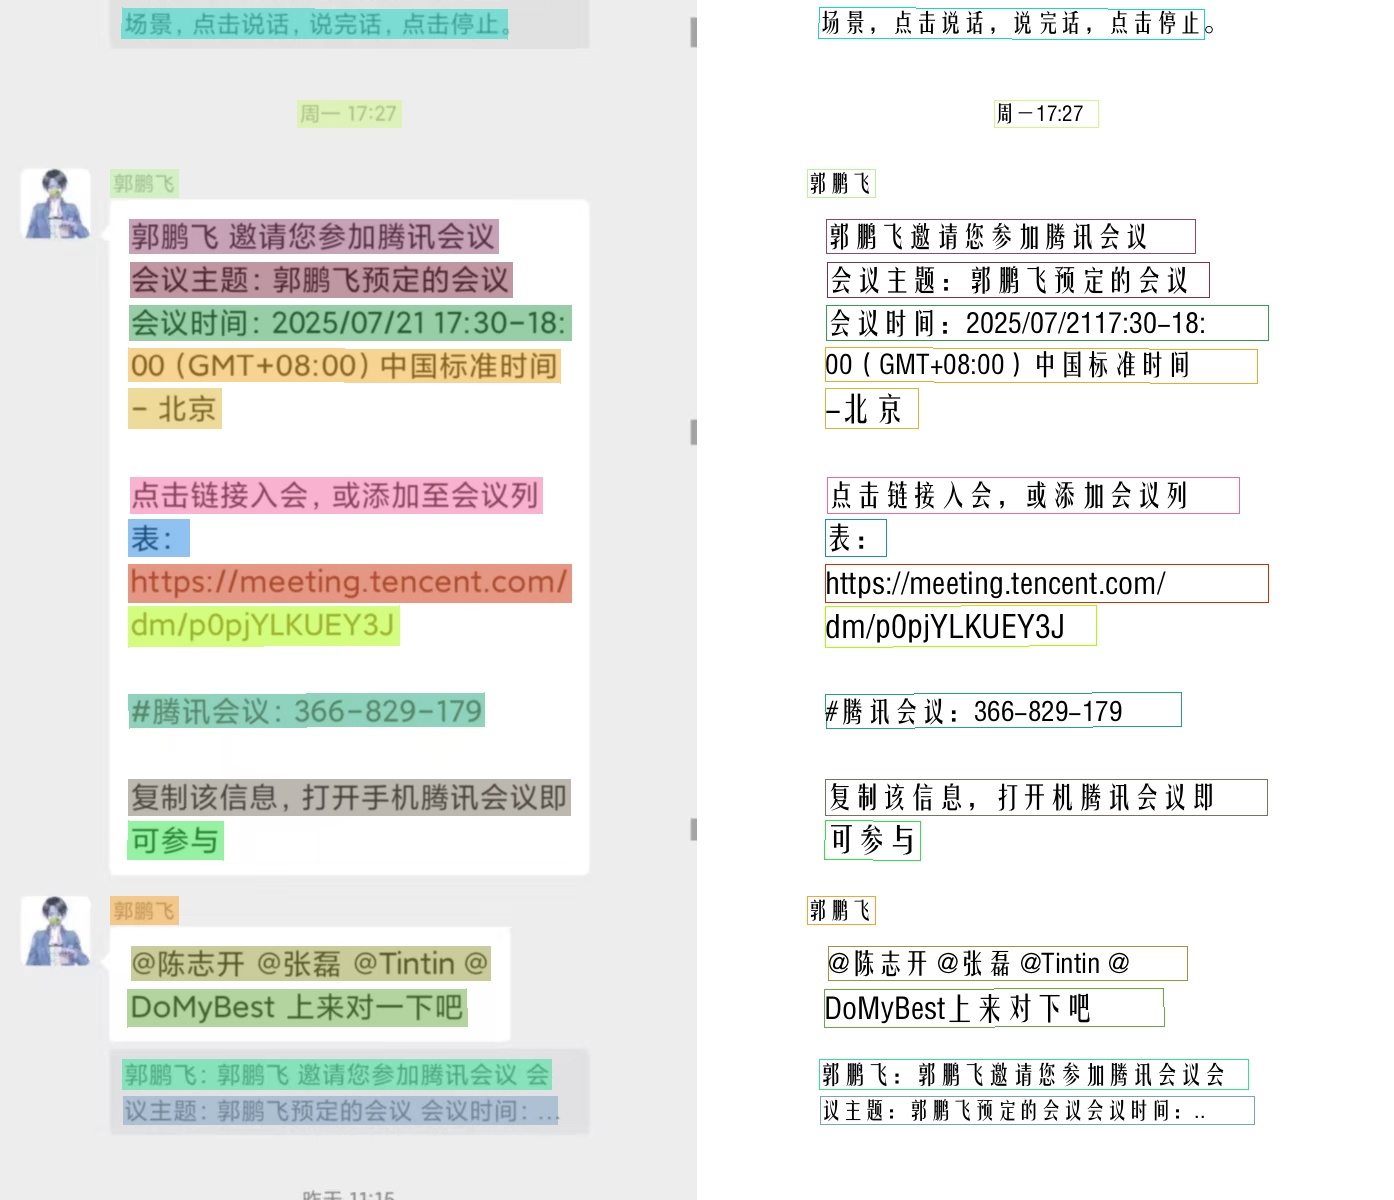 场景，点击说话，说完话，点击停止。
周一 17:27
郭鹏飞
郭鹏飞 邀请您参加腾讯会议
会议主题：郭鹏飞预定的会议
会议时间：2025/07/21 17:30-18:
00（GMT+08:00）中国标准时间
- 北京
点击链接入会，或添加至会议列
表：
https://meeting.tencent.com/
dm/p0pjYLKUEY3J
#腾讯会议：366-829-179
复制该信息，打开手机腾讯会议即
可参与
郭鹏飞
@陈志开 @张磊 @Tintin @
DoMyBest 上来对一下吧
郭鹏飞：郭鹏飞 邀请您参加腾讯会议 会
议主题：郭鹏飞预定的会议 会议时间：...
昨天 11:15
场景，点击说话，说完话，点击停止。
周一17:27
郭鹏飞
郭鹏飞邀请您参加腾讯会议
会议主题：郭鹏飞预定的会议
会议时间：2025/07/2117:30-18:
00（GMT+08:00）中国标准时间
-北京
点击链接入会，或添加会议列
表：
https://meeting.tencent.com/
dm/p0pjYLKUEY3J
#腾讯会议：366-829-179
复制该信息，打开机腾讯会议即
可参与
郭鹏飞
@陈志开 @张磊 @Tintin @
DoMyBest上来对下吧
郭鹏飞：郭鹏飞邀请您参加腾讯会议会
议主题：郭鹏飞预定的会议会议时间：..